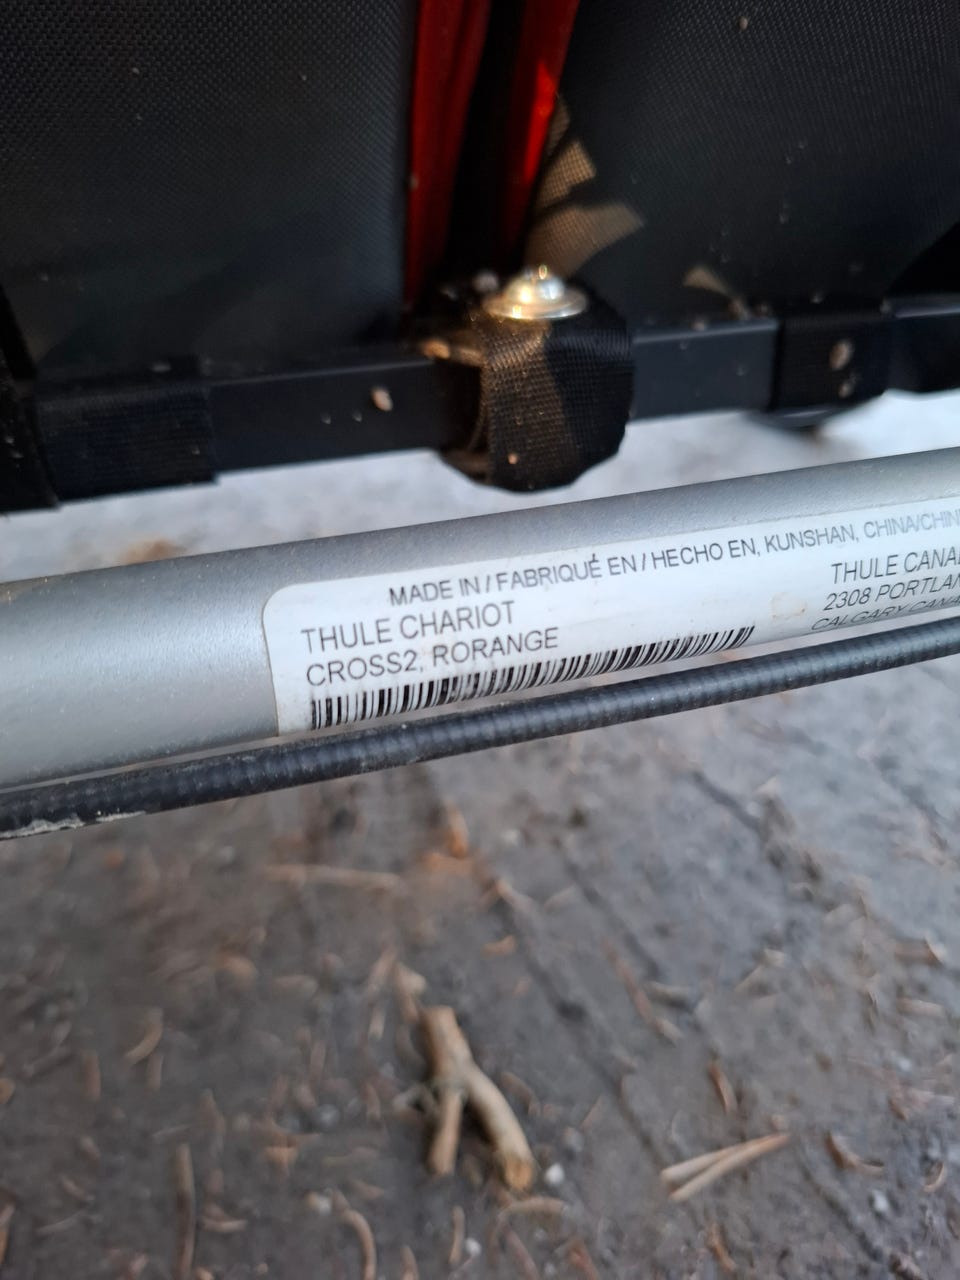 MADE IN / FABRIQUÉ EN / HECHO EN, KUNSHAN, CHINA/CHIN
THULE CHARIOT
CROSS2, RORANGE
THULE CANA
2308 PORTLAN
CALGARY CANA